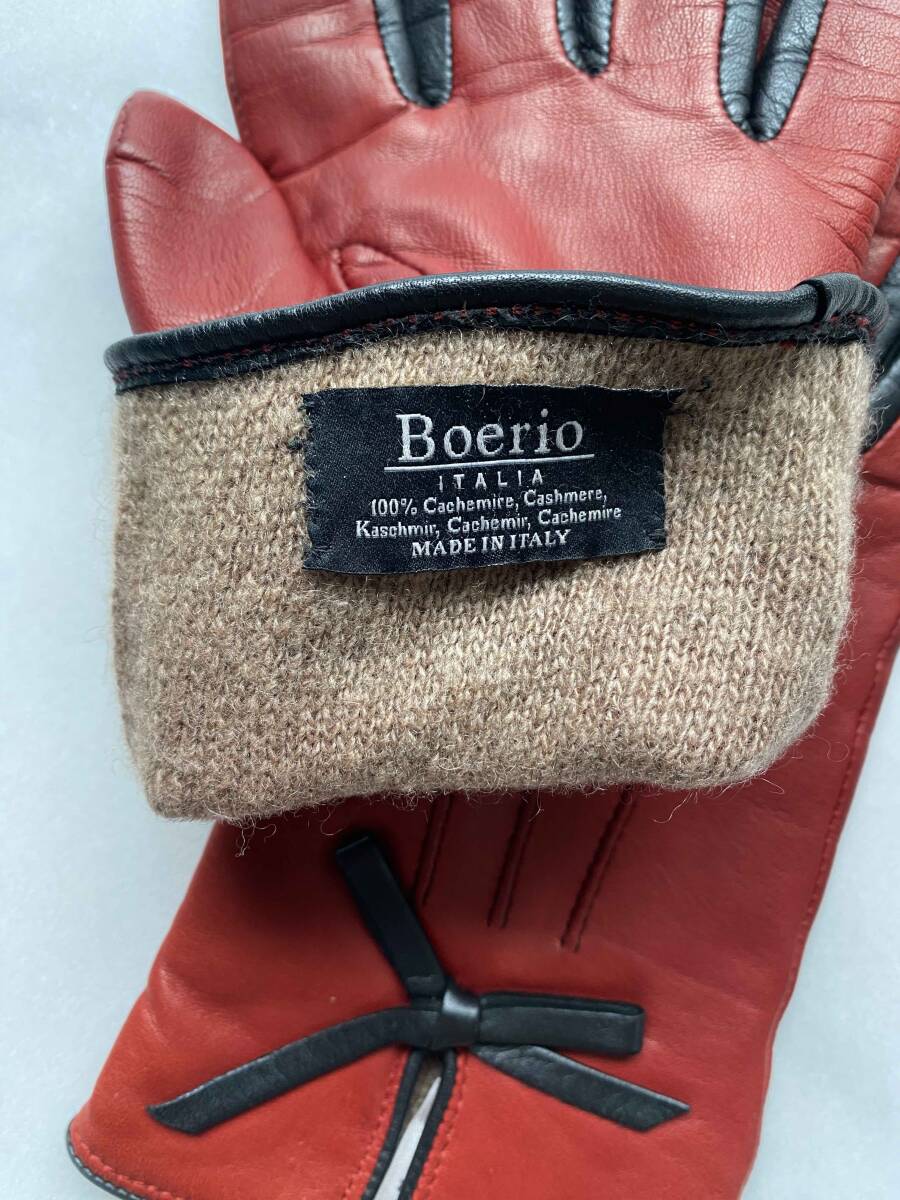 Boerio
ITALIA
100% Cachemire, Cashmere,
Kaschmir, Cachemir, Cachemire
MADE IN ITALY